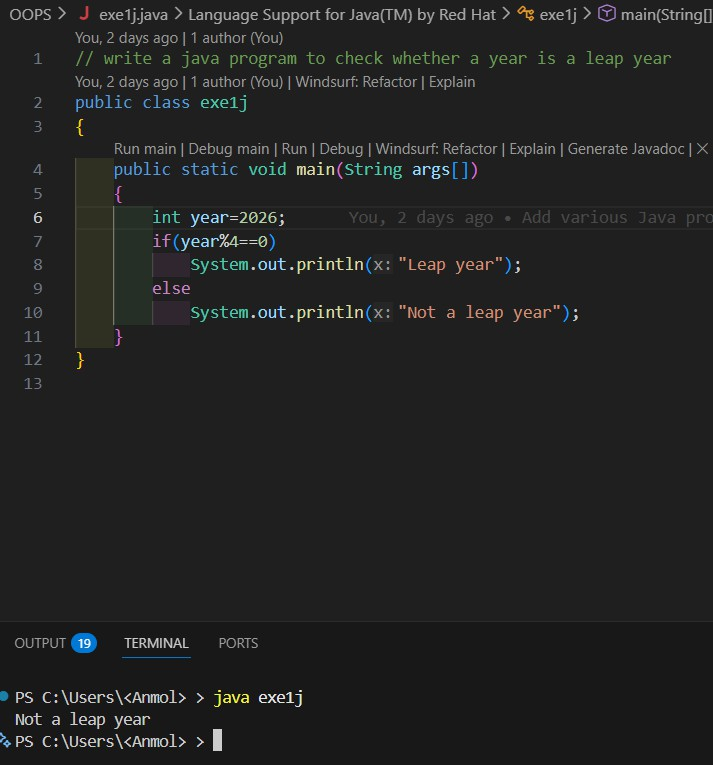 OOPS > J exe1j.java > Language Support for Java(TM) by Red Hat > exe1j > main(String[]
You, 2 days ago | 1 author (You)
1 // write a java program to check whether a year is a leap year
You, 2 days ago | 1 author (You) | Windsurf: Refactor | Explain
2 public class exe1j
3 {
Run main | Debug main | Run | Debug | Windsurf: Refactor | Explain | Generate Javadoc | ×
4 public static void main(String args[])
5 {
6 int year=2026; You, 2 days ago • Add various Java pro
7 if(year%4==0)
8 System.out.println(x: "Leap year");
9 else
10 System.out.println(x: "Not a leap year");
11 }
12 }
13
OUTPUT 19 TERMINAL PORTS
PS C:\Users\<Anmol> > java exe1j
Not a leap year
PS C:\Users\<Anmol> >